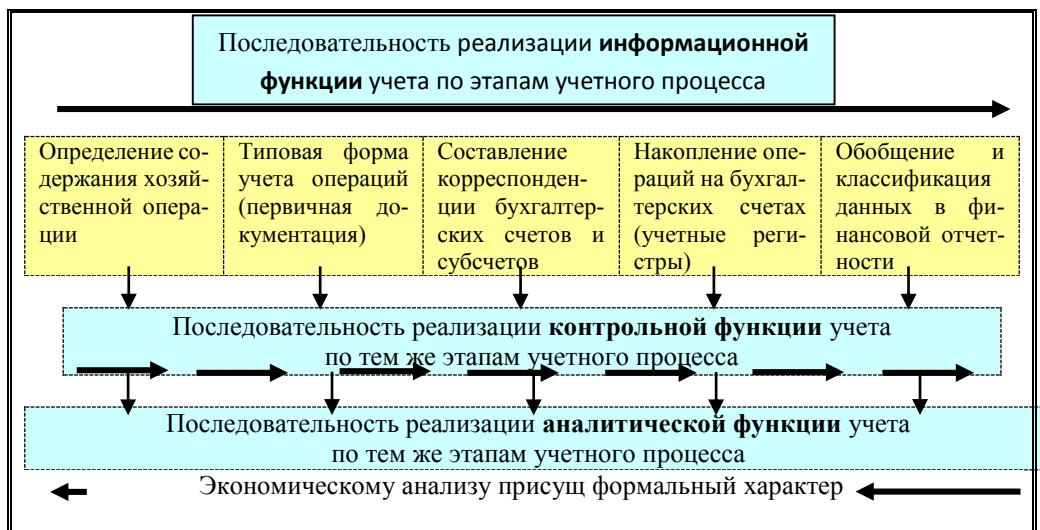 Последовательность реализации информационной
функции учета по этапам учетного процесса
Определение со-
держания хозяй-
ственной опера-
ции
Типовая форма
учета операций
(первичная до-
кументация)
Составление
корреспонден-
ции бухгалтер-
ских счетов и
субсчетов
Накопление опе-
раций на бухгал-
терских счетах
(учетные реги-
стры)
Обобщение и
классификация
данных в фи-
нансовой отчет-
ности
Последовательность реализации контрольной функции учета
по тем же этапам учетного процесса
Последовательность реализации аналитической функции учета
по тем же этапам учетного процесса
Экономическому анализу присущ формальный характер